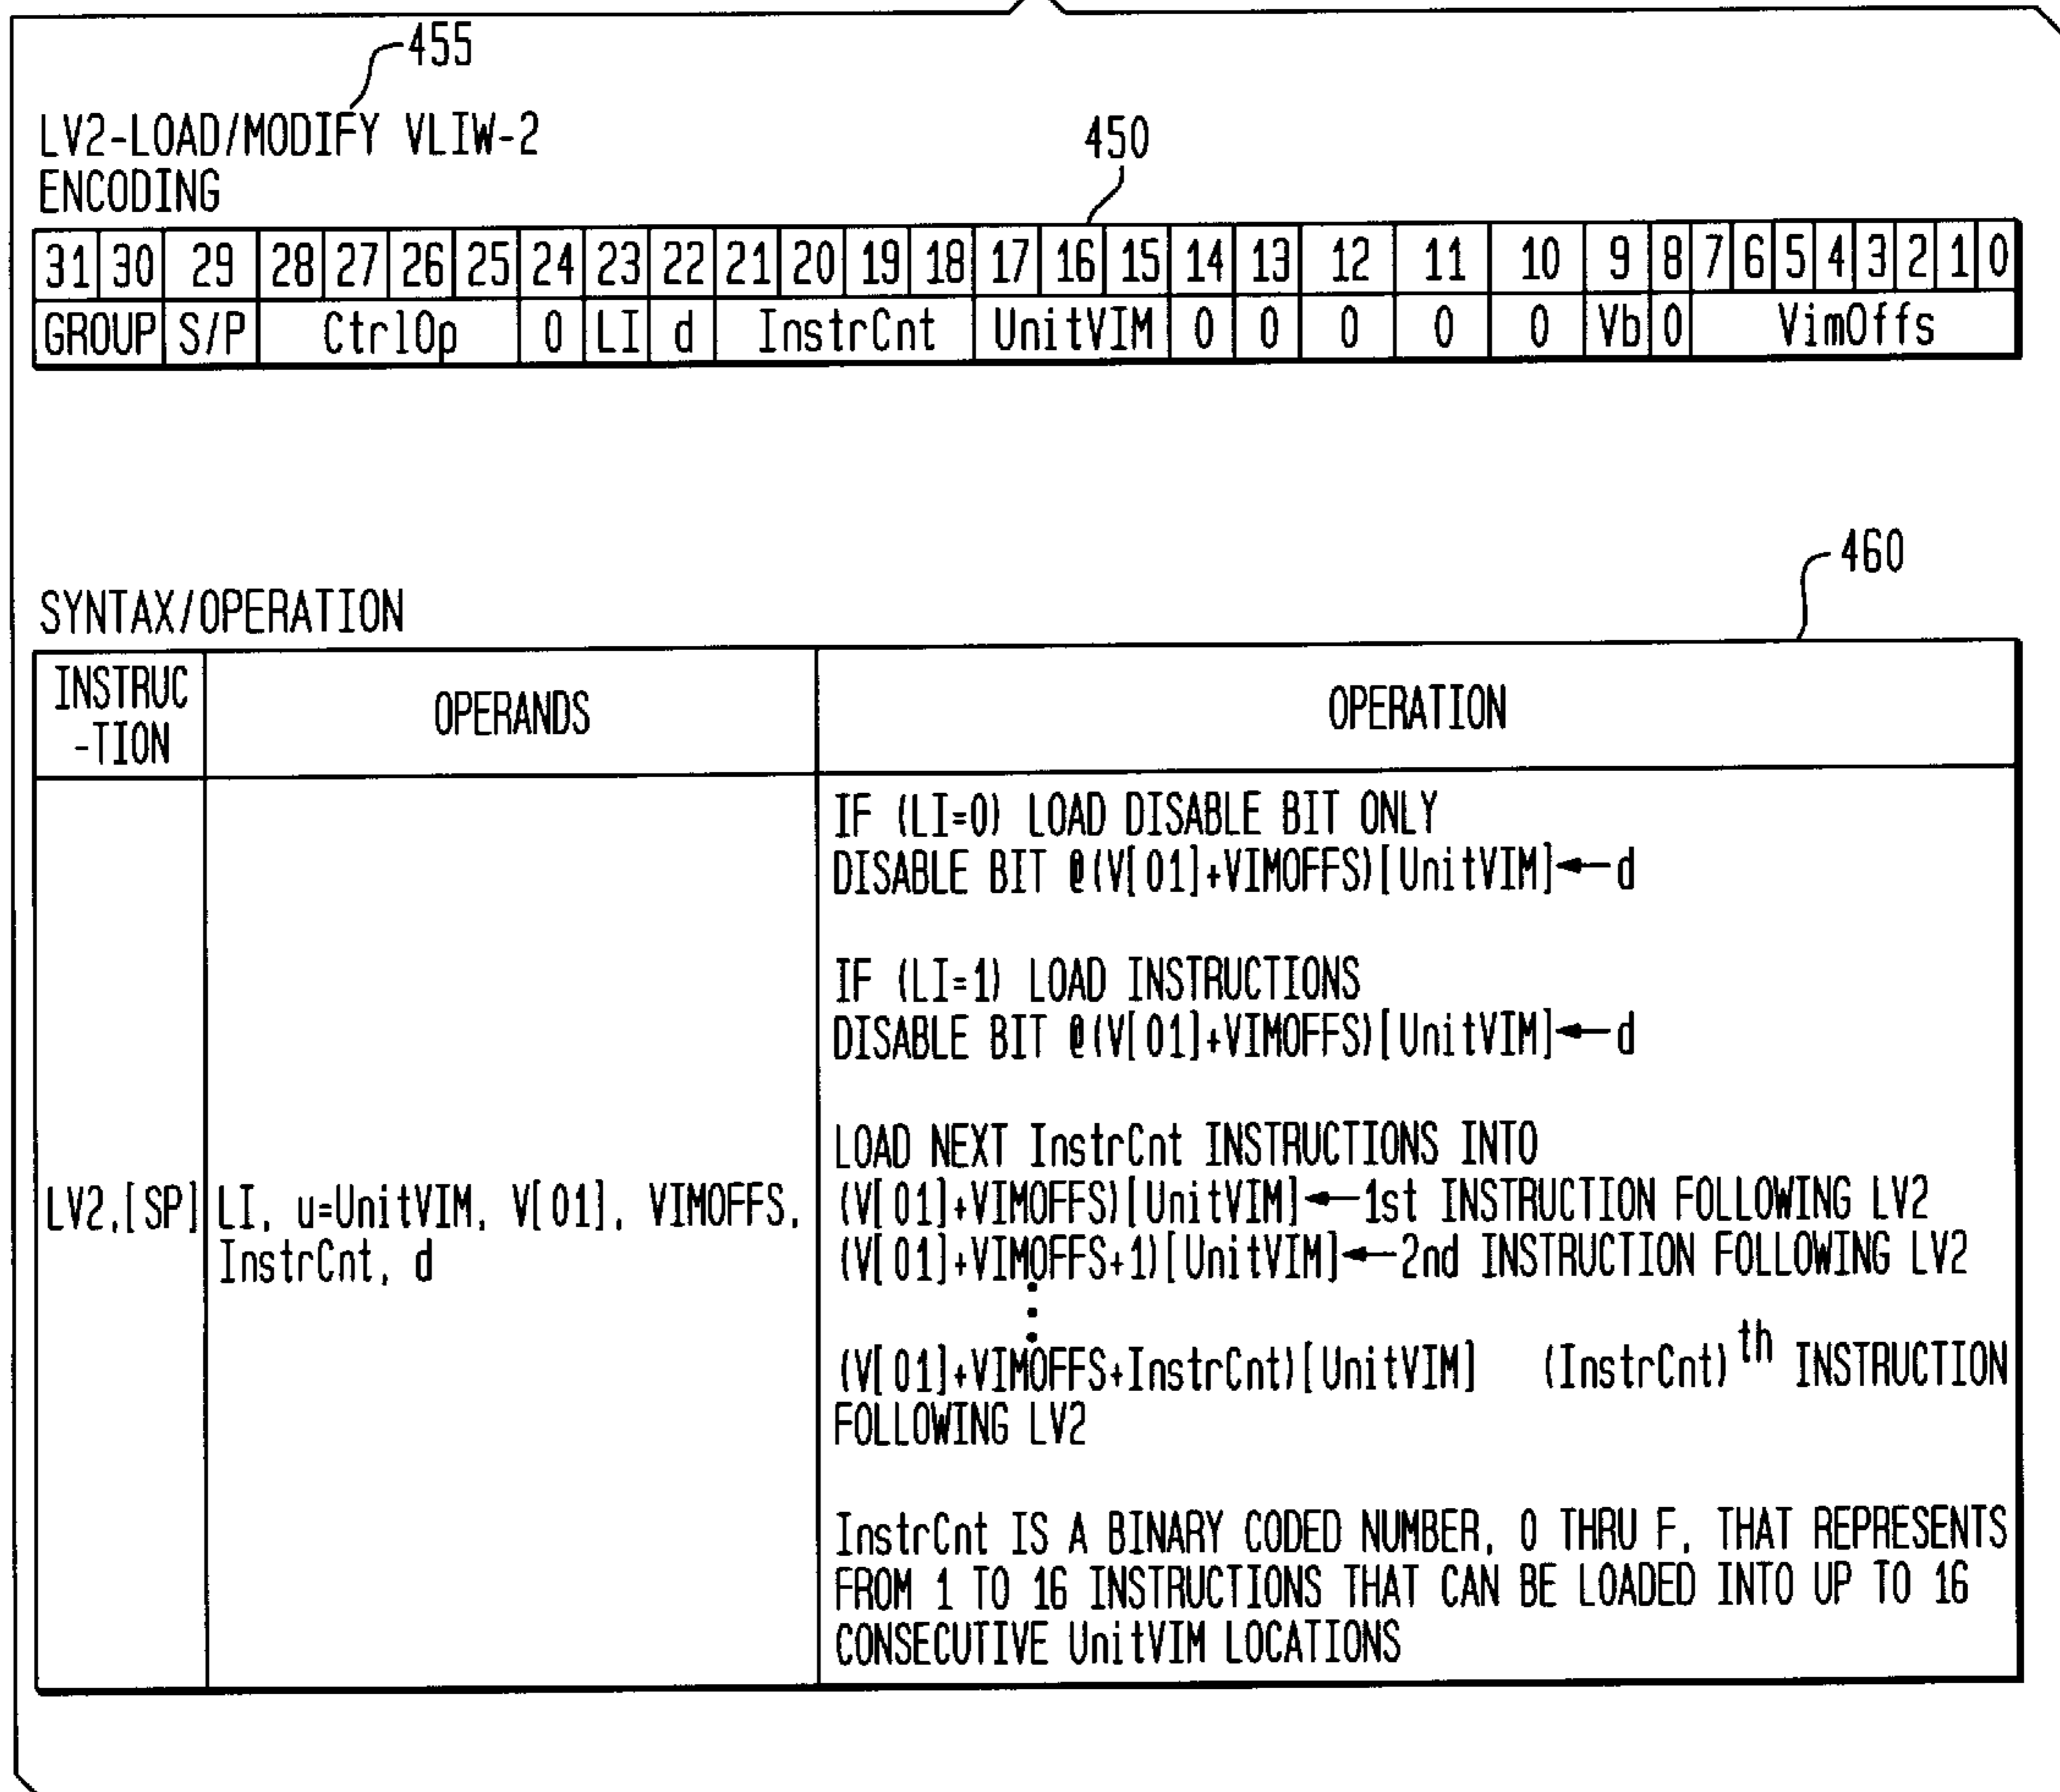 455
LV2-LOAD/MODIFY VLIW-2
ENCODING
450
31 30 29 28 27 26 25 24 23 22 21 20 19 18 17 16 15 14 13 12 11 10 9 8 7 6 5 4 3 2 1 0
GROUP S/P CtrlOp 0 LI d InstrCnt UnitVIM 0 0 0 0 0 Vb 0 VimOffs
460
SYNTAX/OPERATION
INSTRUC
-TION
OPERANDS
OPERATION
LV2.[SP]
LI, u=UnitVIM, V[01], VIMOFFS,
InstrCnt, d
IF (LI=0) LOAD DISABLE BIT ONLY
DISABLE BIT @(V[01]+VIMOFFS)[UnitVIM]←d
IF (LI=1) LOAD INSTRUCTIONS
DISABLE BIT @(V[01]+VIMOFFS)[UnitVIM]←d
LOAD NEXT InstrCnt INSTRUCTIONS INTO
(V[01]+VIMOFFS)[UnitVIM]←1st INSTRUCTION FOLLOWING LV2
(V[01]+VIMOFFS+1)[UnitVIM]←2nd INSTRUCTION FOLLOWING LV2
⋮
(V[01]+VIMOFFS+InstrCnt)[UnitVIM] (InstrCnt)th INSTRUCTION
FOLLOWING LV2
InstrCnt IS A BINARY CODED NUMBER, 0 THRU F, THAT REPRESENTS
FROM 1 TO 16 INSTRUCTIONS THAT CAN BE LOADED INTO UP TO 16
CONSECUTIVE UnitVIM LOCATIONS